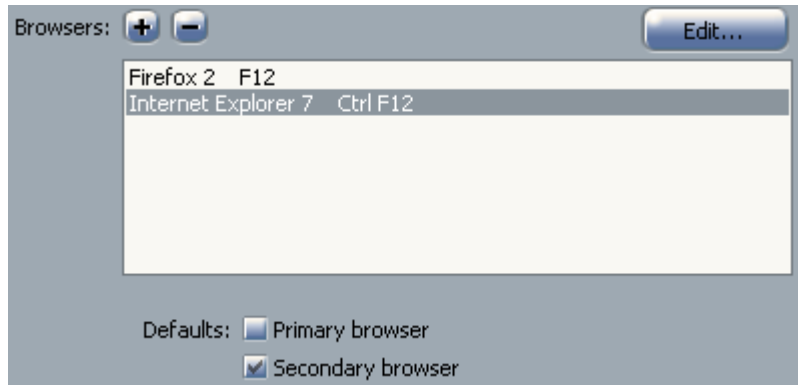 Browsers: + − Edit...
Firefox 2 F12
Internet Explorer 7 Ctrl F12
Defaults: Primary browser
Secondary browser